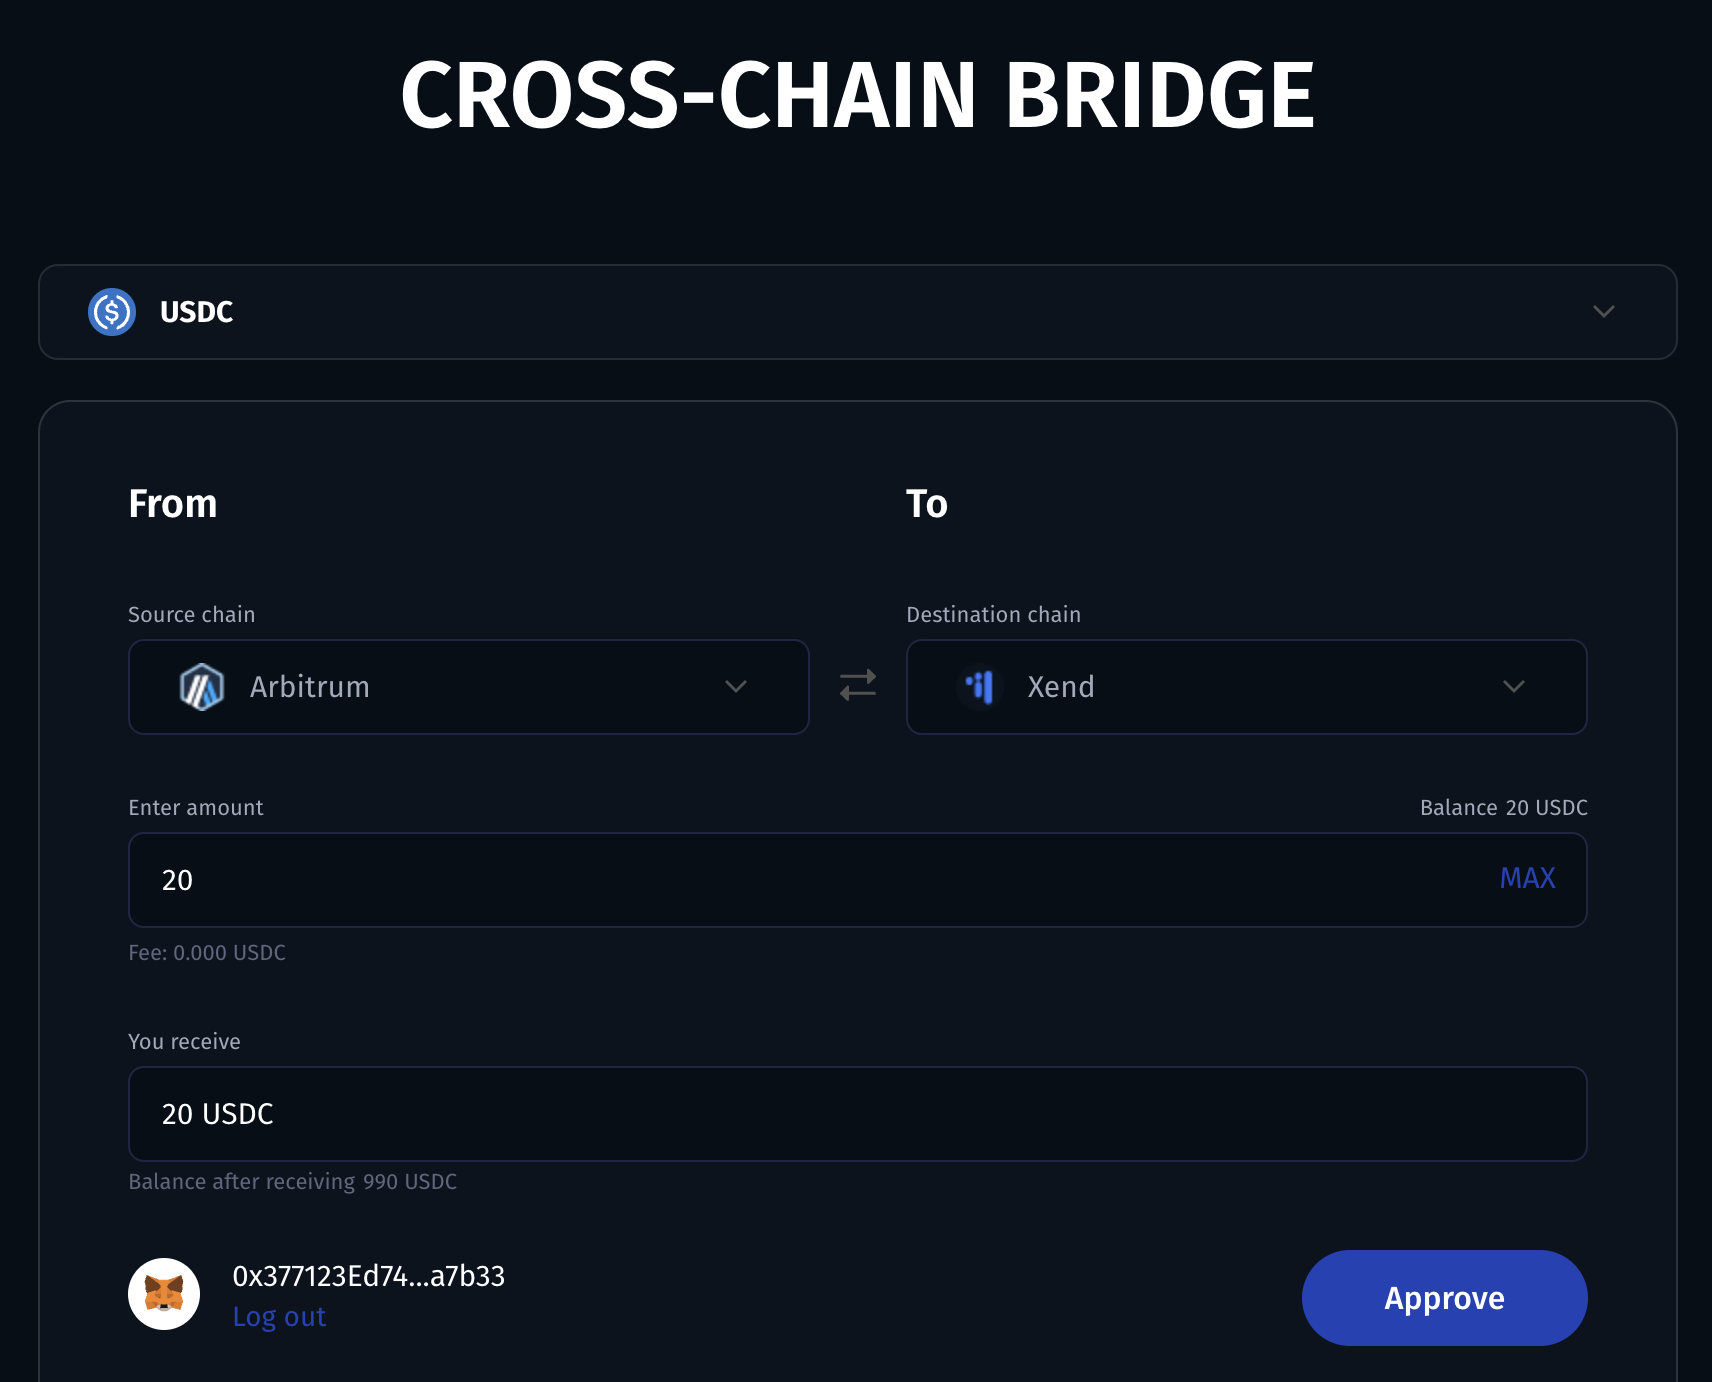 CROSS-CHAIN BRIDGE
USDC
From
To
Source chain
Destination chain
Arbitrum
Xend
Enter amount
Balance 20 USDC
20
MAX
Fee: 0.000 USDC
You receive
20 USDC
Balance after receiving 990 USDC
0x377123Ed74...a7b33
Log out
Approve